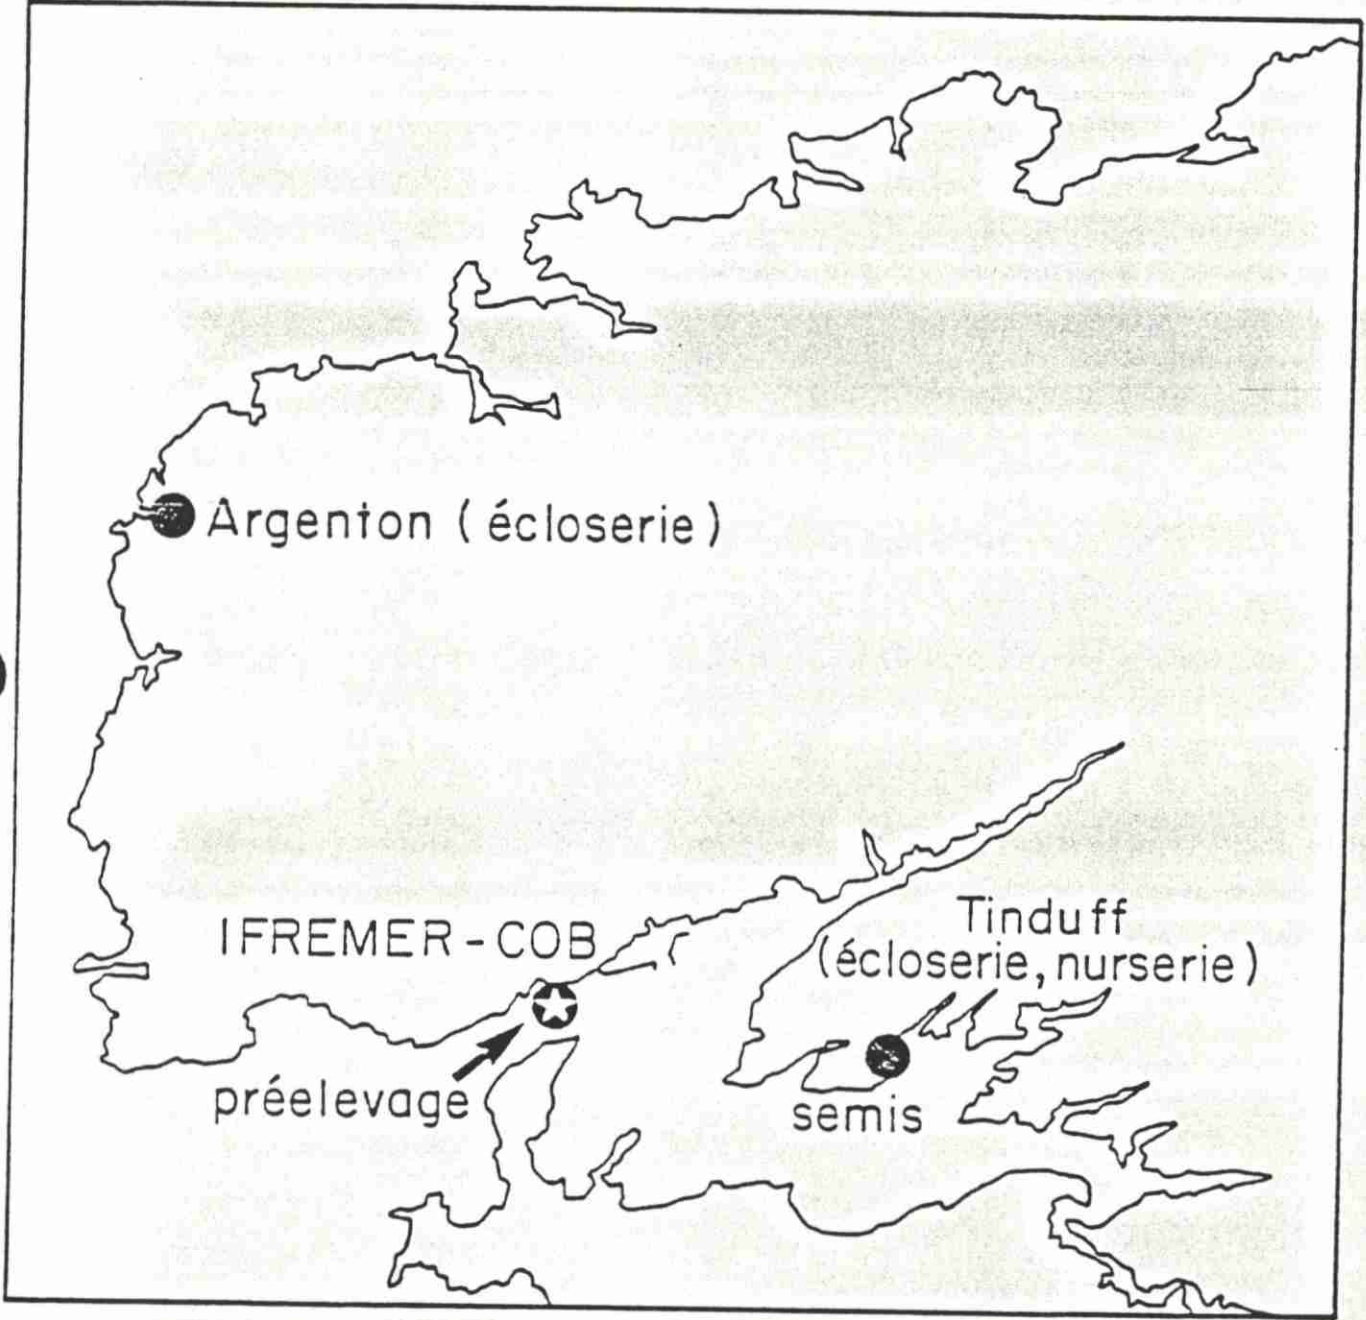 Argenton (écloserie)
IFREMER-COB
Tinduff
(écloserie, nurserie)
préelevage
semis